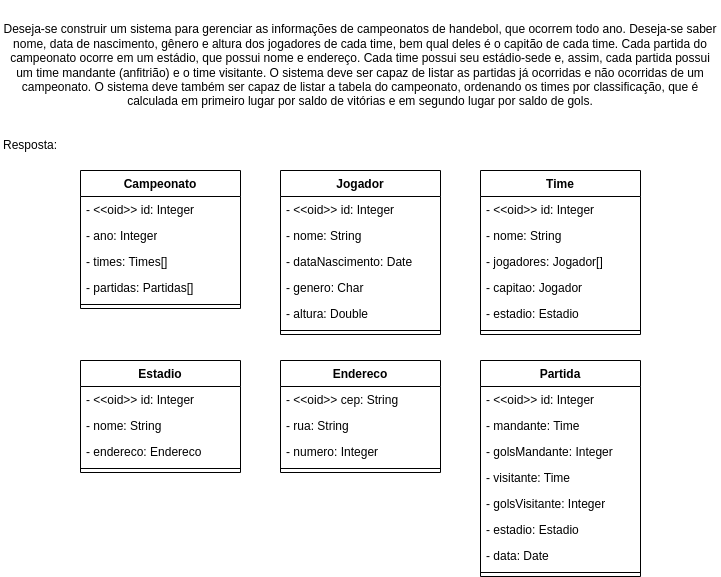 Deseja-se construir um sistema para gerenciar as informações de campeonatos de handebol, que ocorrem todo ano. Deseja-se saber
nome, data de nascimento, gênero e altura dos jogadores de cada time, bem qual deles é o capitão de cada time. Cada partida do
campeonato ocorre em um estádio, que possui nome e endereço. Cada time possui seu estádio-sede e, assim, cada partida possui
um time mandante (anfitrião) e o time visitante. O sistema deve ser capaz de listar as partidas já ocorridas e não ocorridas de um
campeonato. O sistema deve também ser capaz de listar a tabela do campeonato, ordenando os times por classificação, que é
calculada em primeiro lugar por saldo de vitórias e em segundo lugar por saldo de gols.
Resposta:
Campeonato
- <<oid>> id: Integer
- ano: Integer
- times: Times[]
- partidas: Partidas[]
Jogador
- <<oid>> id: Integer
- nome: String
- dataNascimento: Date
- genero: Char
- altura: Double
Time
- <<oid>> id: Integer
- nome: String
- jogadores: Jogador[]
- capitao: Jogador
- estadio: Estadio
Estadio
- <<oid>> id: Integer
- nome: String
- endereco: Endereco
Endereco
- <<oid>> cep: String
- rua: String
- numero: Integer
Partida
- <<oid>> id: Integer
- mandante: Time
- golsMandante: Integer
- visitante: Time
- golsVisitante: Integer
- estadio: Estadio
- data: Date